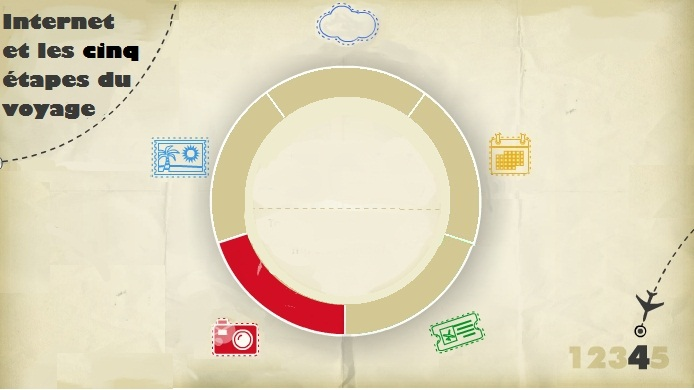 Internet
et les cinq
étapes du
voyage
12345